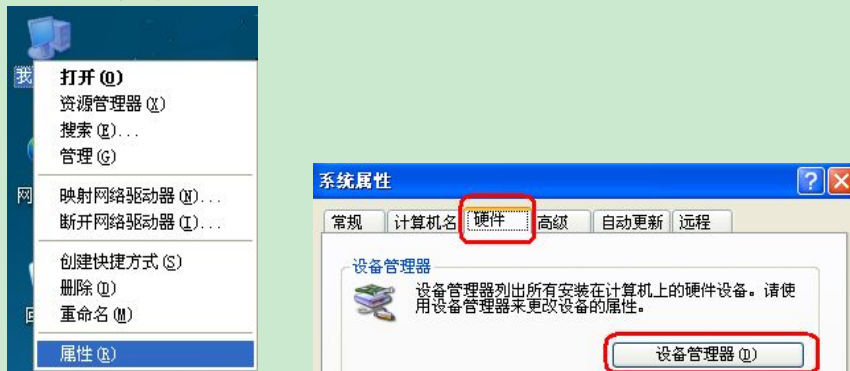 我
打开(O)
资源管理器(X)
搜索(E)...
管理(G)
网
映射网络驱动器(N)...
断开网络驱动器(I)...
创建快捷方式(S)
删除(D)
重命名(M)
属性(R)
系统属性
常规 计算机名 硬件 高级 自动更新 远程
设备管理器
设备管理器列出所有安装在计算机上的硬件设备。请使
用设备管理器来更改设备的属性。
设备管理器(D)